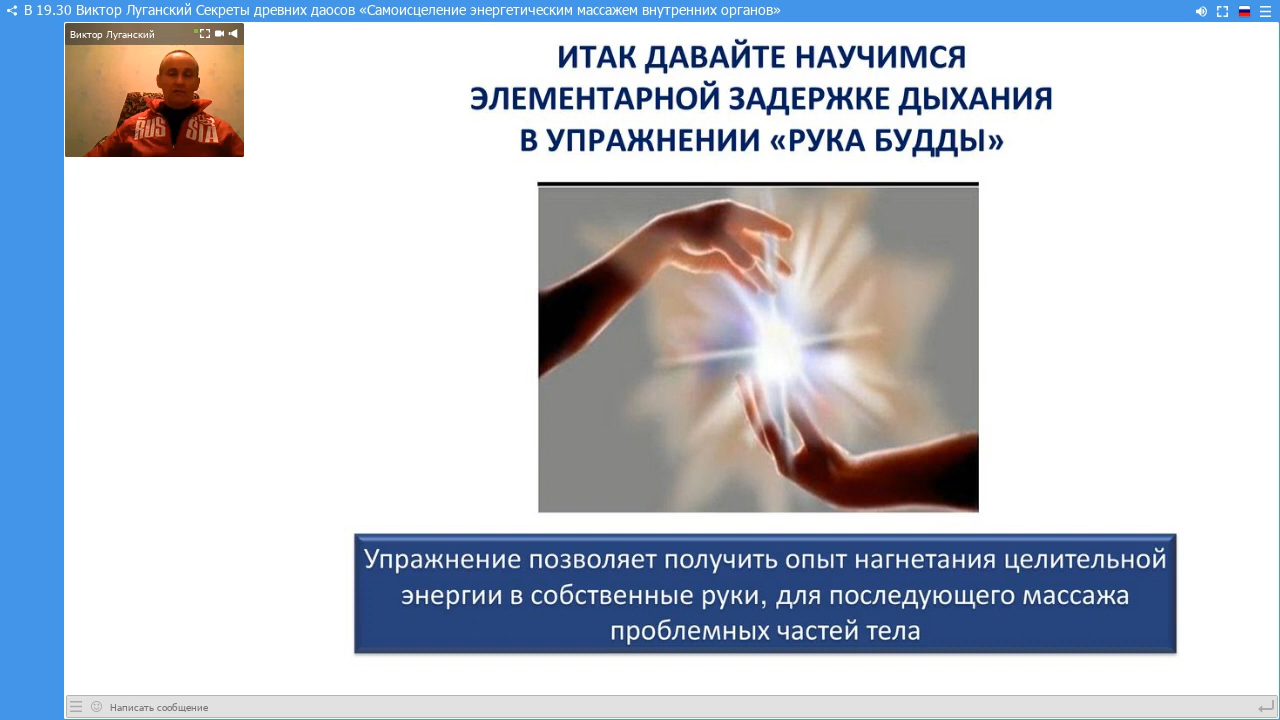 В 19.30 Виктор Луганский Секреты древних даосов «Самоисцеление энергетическим массажем внутренних органов»
Виктор Луганский
RUSSIA
ИТАК ДАВАЙТЕ НАУЧИМСЯ
ЭЛЕМЕНТАРНОЙ ЗАДЕРЖКЕ ДЫХАНИЯ
В УПРАЖНЕНИИ «РУКА БУДДЫ»
Упражнение позволяет получить опыт нагнетания целительной
энергии в собственные руки, для последующего массажа
проблемных частей тела
Написать сообщение